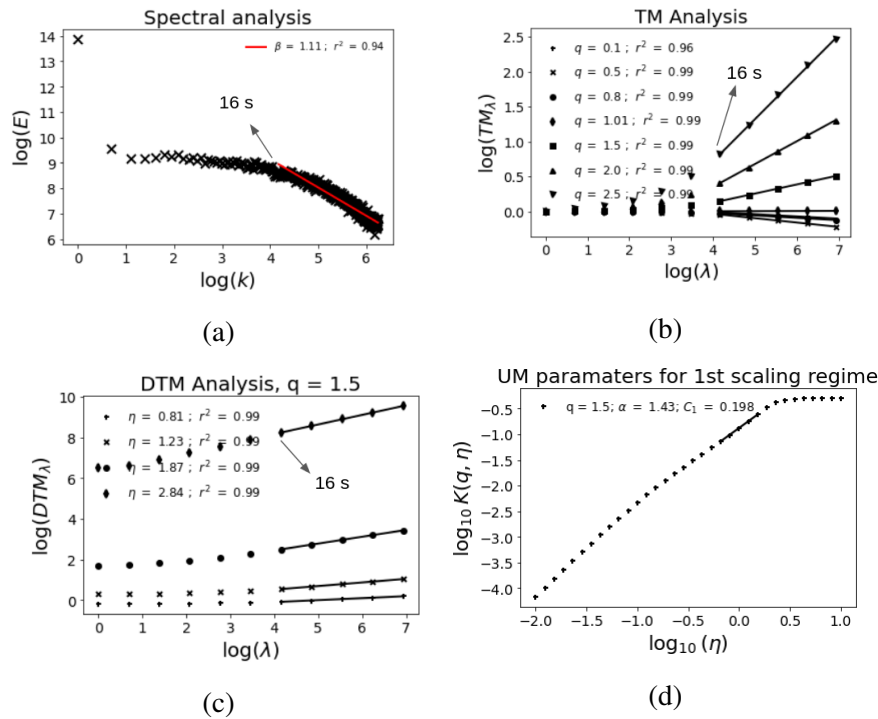 Spectral analysis
log(E)
14
13
12
11
10
9
8
7
6
β = 1.11 ; r² = 0.94
16 s
0 1 2 3 4 5 6
log(k)
(a)
TM Analysis
log(TM_λ)
2.5
2.0
1.5
1.0
0.5
0.0
q = 0.1 ; r² = 0.96
q = 0.5 ; r² = 0.99
q = 0.8 ; r² = 0.99
q = 1.01 ; r² = 0.99
q = 1.5 ; r² = 0.99
q = 2.0 ; r² = 0.99
q = 2.5 ; r² = 0.99
16 s
0 1 2 3 4 5 6 7
log(λ)
(b)
DTM Analysis, q = 1.5
log(DTM_λ)
10
8
6
4
2
0
η = 0.81 ; r² = 0.99
η = 1.23 ; r² = 0.99
η = 1.87 ; r² = 0.99
η = 2.84 ; r² = 0.99
16 s
0 1 2 3 4 5 6 7
log(λ)
(c)
UM paramaters for 1st scaling regime
log₁₀ K(q, η)
−0.5
−1.0
−1.5
−2.0
−2.5
−3.0
−3.5
−4.0
q = 1.5; α = 1.43; C₁ = 0.198
−2.0 −1.5 −1.0 −0.5 0.0 0.5 1.0
log₁₀ (η)
(d)